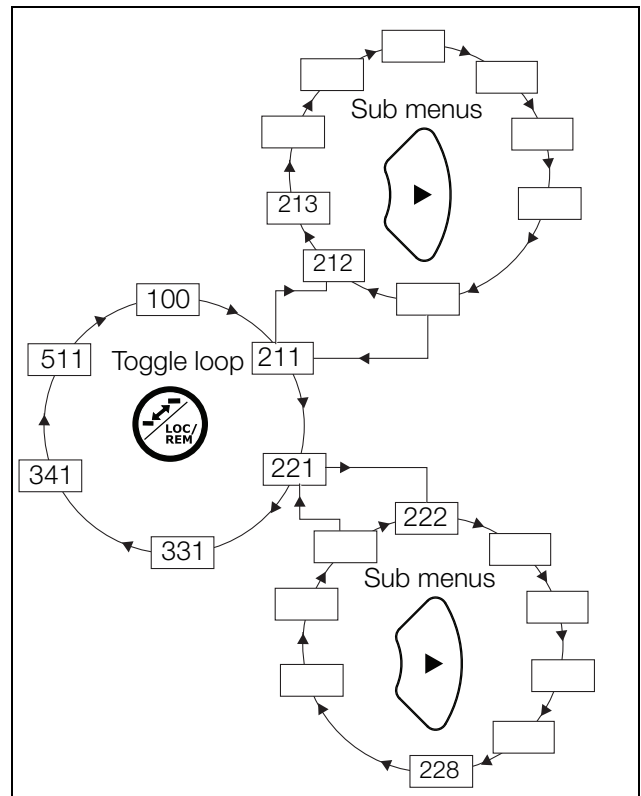 Sub menus
213
212
100
511
Toggle loop
211
LOC/
REM
341
221
331
222
Sub menus
228